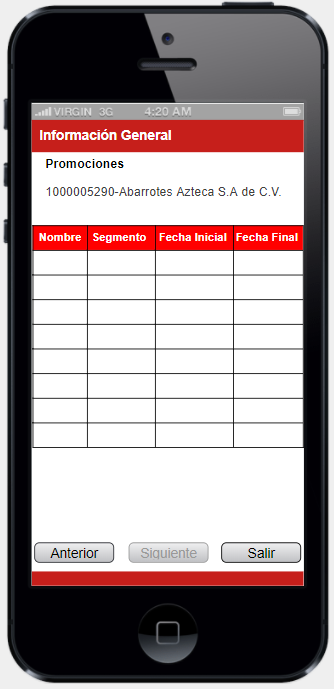 VIRGIN 3G 4:20 AM
Información General
Promociones
1000005290-Abarrotes Azteca S.A de C.V.
Nombre Segmento Fecha Inicial Fecha Final
Anterior Siguiente Salir